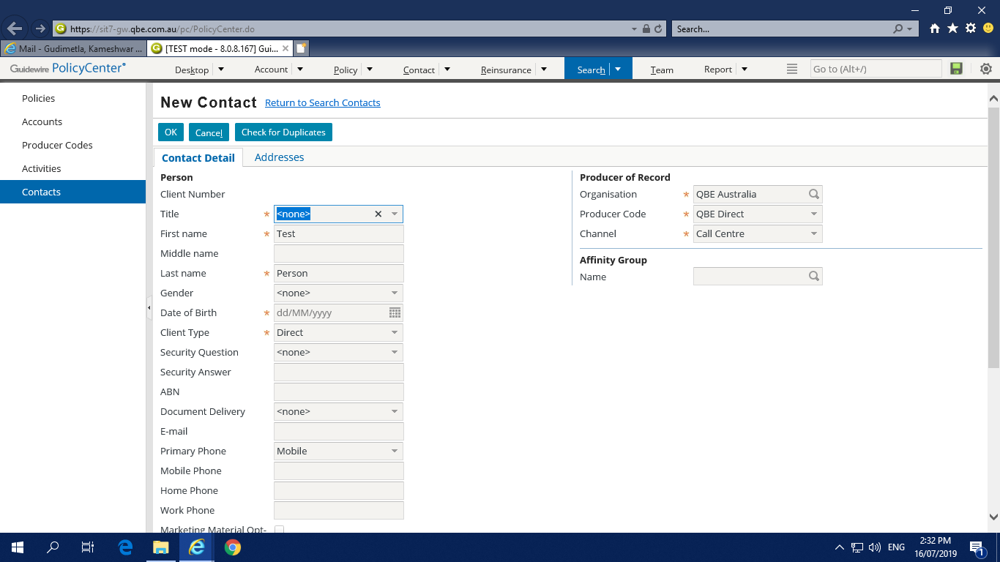 https://sit7-gw.qbe.com.au/pc/PolicyCenter.do
Search...
Mail - Gudimetla, Kameshwar ...
[TEST mode - 8.0.8.167] Gui...
Guidewire PolicyCenter
Desktop
Account
Policy
Contact
Reinsurance
Search
Team
Report
Go to (Alt+/)
Policies
Accounts
Producer Codes
Activities
Contacts
New Contact Return to Search Contacts
OK Cancel Check for Duplicates
Contact Detail Addresses
Person
Client Number
Title * <none>
First name * Test
Middle name
Last name * Person
Gender <none>
Date of Birth * dd/MM/yyyy
Client Type * Direct
Security Question <none>
Security Answer
ABN
Document Delivery <none>
E-mail
Primary Phone Mobile
Mobile Phone
Home Phone
Work Phone
Marketing Material Opt-
Producer of Record
Organisation * QBE Australia
Producer Code * QBE Direct
Channel * Call Centre
Affinity Group
Name
ENG
2:32 PM
16/07/2019
1